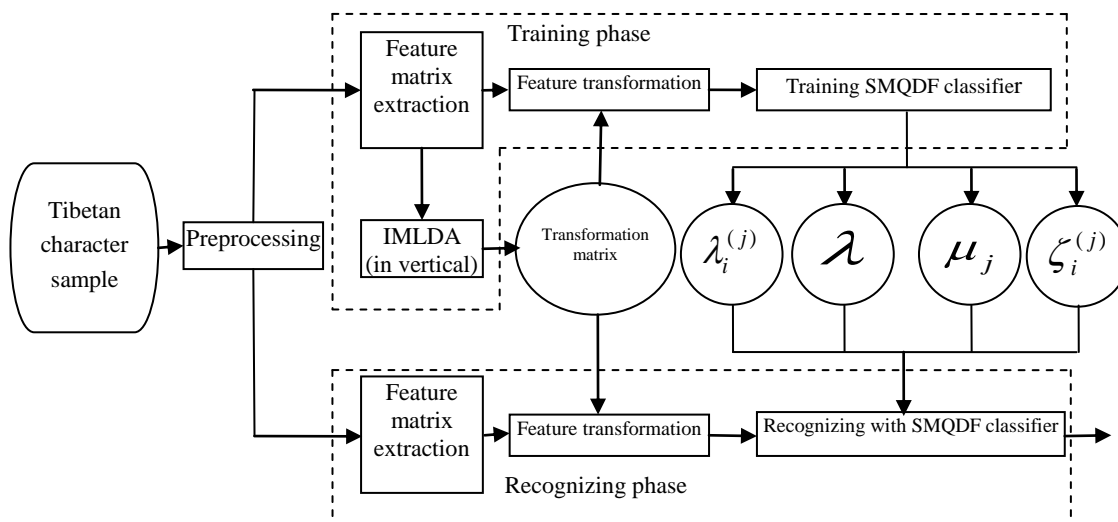 Training phase
Feature
matrix
extraction
Feature transformation
Training SMQDF classifier
Tibetan
character
sample
Preprocessing
IMLDA
(in vertical)
Transformation
matrix
λ_i^{(j)}
λ
μ_j
ζ_i^{(j)}
Feature
matrix
extraction
Feature transformation
Recognizing with SMQDF classifier
Recognizing phase